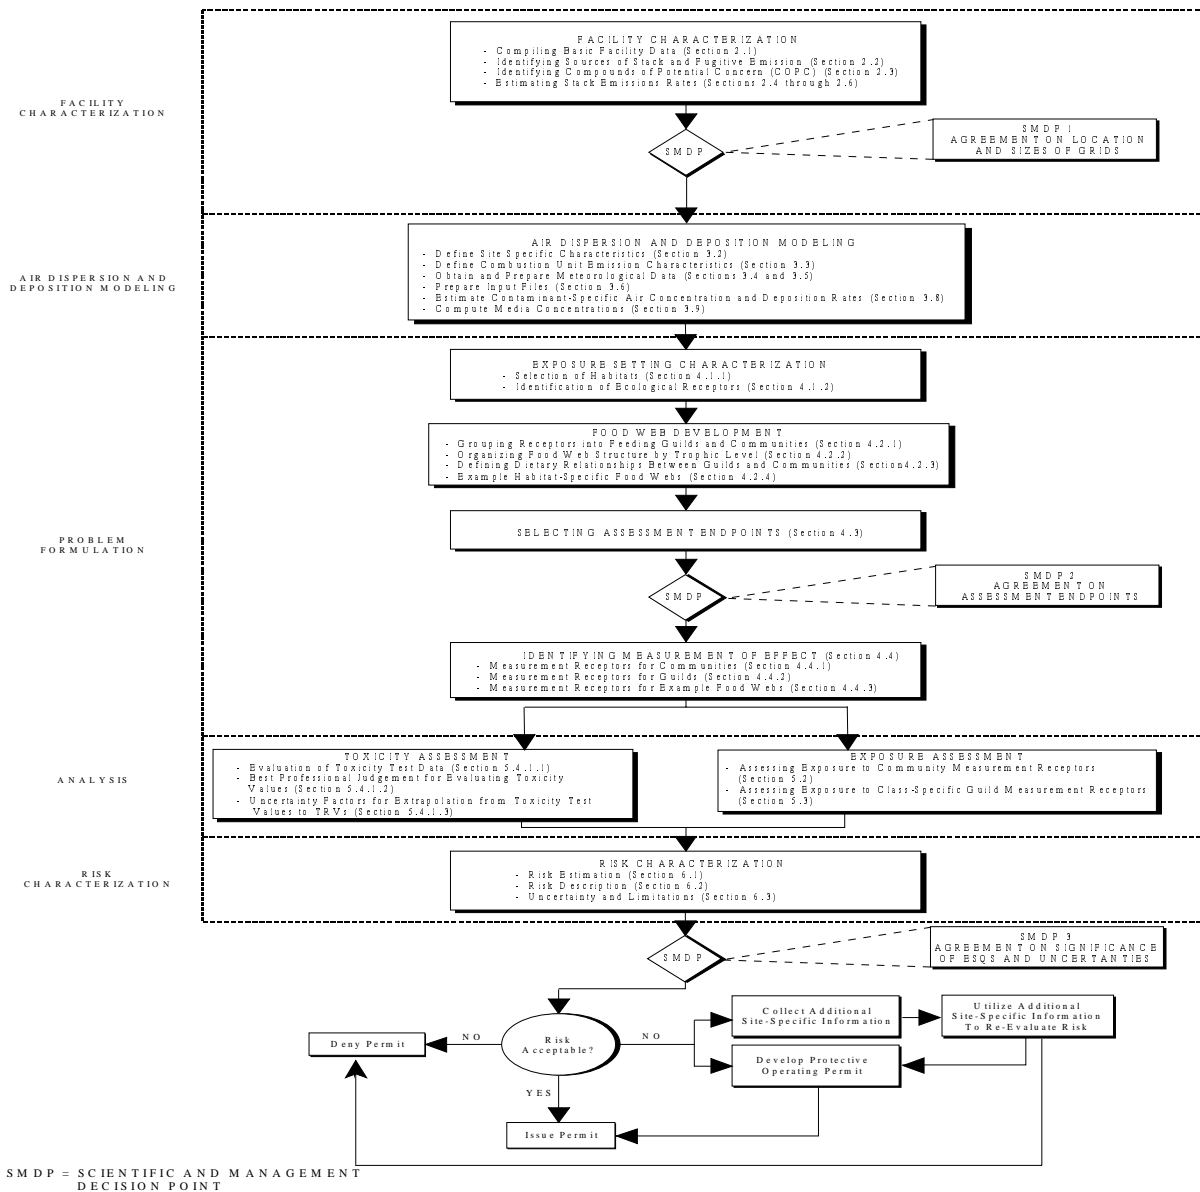 FACILITY CHARACTERIZATION
- Compiling Basic Facility Data (Section 2.1)
- Identifying Sources of Stack and Fugitive Emission (Section 2.2)
- Identifying Compounds of Potential Concern (COPC) (Section 2.3)
- Estimating Stack Emissions Rates (Sections 2.4 through 2.6)
FACILITY
CHARACTERIZATION
SMDP
SMDP 1
AGREEMENT ON LOCATION
AND SIZES OF GRIDS
AIR DISPERSION AND
DEPOSITION MODELING
AIR DISPERSION AND DEPOSITION MODELING
- Define Site Specific Characteristics (Section 3.2)
- Define Combustion Unit Emission Characteristics (Section 3.3)
- Obtain and Prepare Meteorological Data (Sections 3.4 and 3.5)
- Prepare Input Files (Section 3.6)
- Estimate Contaminant-Specific Air Concentration and Deposition Rates (Section 3.8)
- Compute Media Concentrations (Section 3.9)
EXPOSURE SETTING CHARACTERIZATION
- Selection of Habitats (Section 4.1.1)
- Identification of Ecological Receptors (Section 4.1.2)
FOOD WEB DEVELOPMENT
- Grouping Receptors into Feeding Guilds and Communities (Section 4.2.1)
- Organizing Food Web Structure by Trophic Level (Section 4.2.2)
- Defining Dietary Relationships Between Guilds and Communities (Section4.2.3)
- Example Habitat-Specific Food Webs (Section 4.2.4)
SELECTING ASSESSMENT ENDPOINTS (Section 4.3)
PROBLEM
FORMULATION
SMDP
SMDP 2
AGREEMENT ON
ASSESSMENT ENDPOINTS
IDENTIFYING MEASUREMENT OF EFFECT (Section 4.4)
- Measurement Receptors for Communities (Section 4.4.1)
- Measurement Receptors for Guilds (Section 4.4.2)
- Measurement Receptors for Example Food Webs (Section 4.4.3)
ANALYSIS
TOXICITY ASSESSMENT
- Evaluation of Toxicity Test Data (Section 5.4.1.1)
- Best Professional Judgement for Evaluating Toxicity
Values (Section 5.4.1.2)
- Uncertainty Factors for Extrapolation from Toxicity Test
Values to TRVs (Section 5.4.1.3)
EXPOSURE ASSESSMENT
- Assessing Exposure to Community Measurement Receptors
(Section 5.2)
- Assessing Exposure to Class-Specific Guild Measurement Receptors
(Section 5.3)
RISK
CHARACTERIZATION
RISK CHARACTERIZATION
- Risk Estimation (Section 6.1)
- Risk Description (Section 6.2)
- Uncertainty and Limitations (Section 6.3)
SMDP
SMDP 3
AGREEMENT ON SIGNIFICANCE
OF ESQS AND UNCERTANTIES
Deny Permit
NO
Risk
Acceptable?
NO
Collect Additional
Site-Specific Information
Utilize Additional
Site-Specific Information
To Re-Evaluate Risk
Develop Protective
Operating Permit
YES
Issue Permit
SMDP = SCIENTIFIC AND MANAGEMENT
DECISION POINT